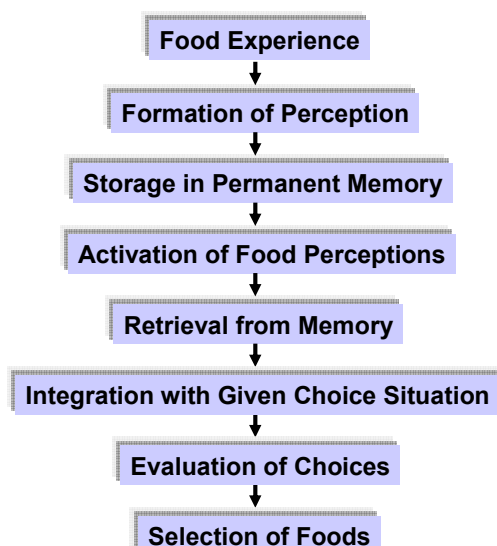 Food Experience
Formation of Perception
Storage in Permanent Memory
Activation of Food Perceptions
Retrieval from Memory
Integration with Given Choice Situation
Evaluation of Choices
Selection of Foods